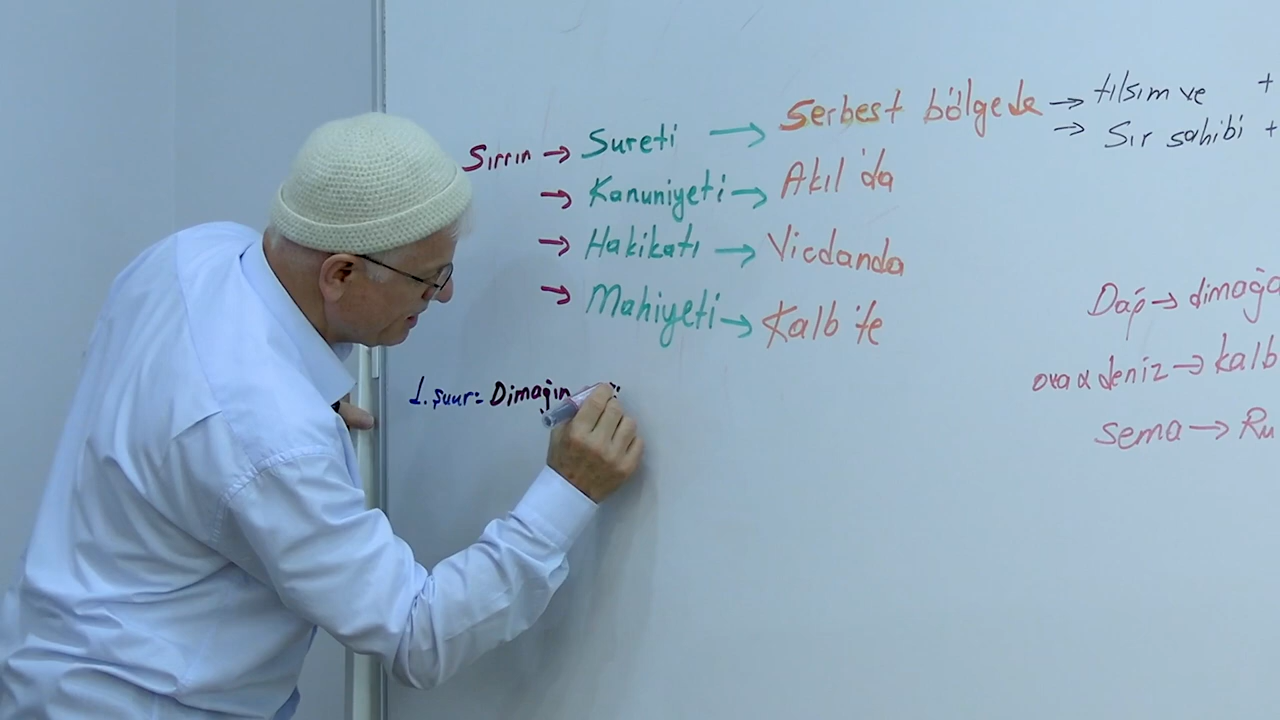 Sırrın → Sureti → Serbest bölgede → tılsım ve +
→ Sır sahibi +
→ Kanuniyeti → Akıl'da
→ Hakikatı → Vicdanda
→ Mahiyeti → Kalb'te
Dağ → dimağa
ova α deniz → kalb
sema → Ru
1. şuur: Dimağın